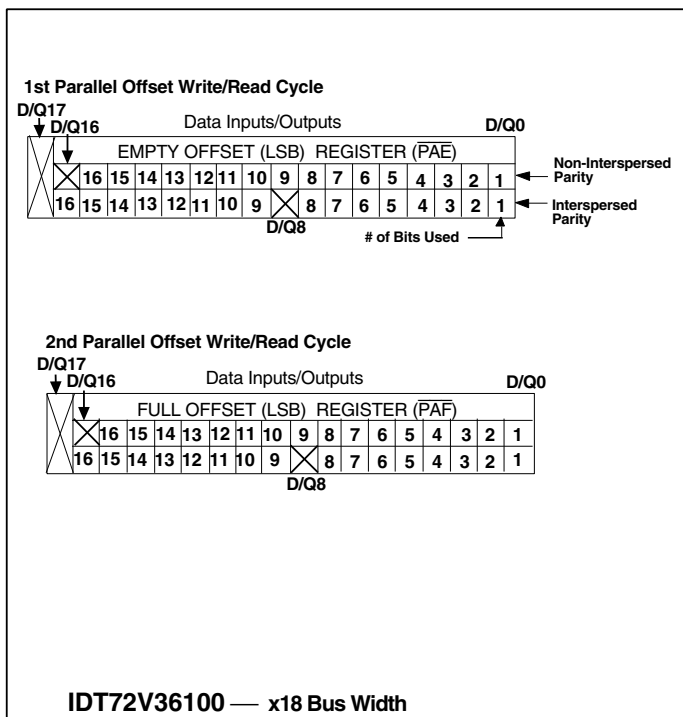 1st Parallel Offset Write/Read Cycle
D/Q17
D/Q16
Data Inputs/Outputs
D/Q0
EMPTY OFFSET (LSB) REGISTER (PAE)
16 15 14 13 12 11 10 9 8 7 6 5 4 3 2 1
Non-Interspersed
Parity
16 15 14 13 12 11 10 9 8 7 6 5 4 3 2 1
Interspersed
Parity
D/Q8
# of Bits Used
2nd Parallel Offset Write/Read Cycle
D/Q17
D/Q16
Data Inputs/Outputs
D/Q0
FULL OFFSET (LSB) REGISTER (PAF)
16 15 14 13 12 11 10 9 8 7 6 5 4 3 2 1
16 15 14 13 12 11 10 9 8 7 6 5 4 3 2 1
D/Q8
IDT72V36100 — x18 Bus Width